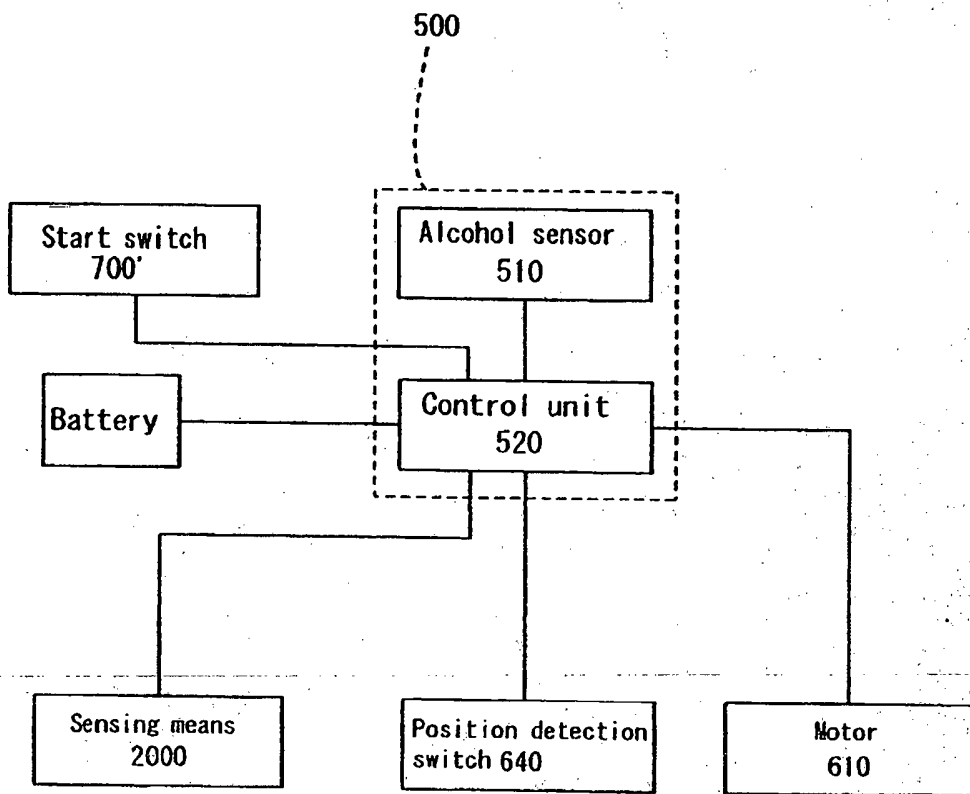 500
Start switch
700'
Alcohol sensor
510
Battery
Control unit
520
Sensing means
2000
Position detection
switch 640
Motor
610